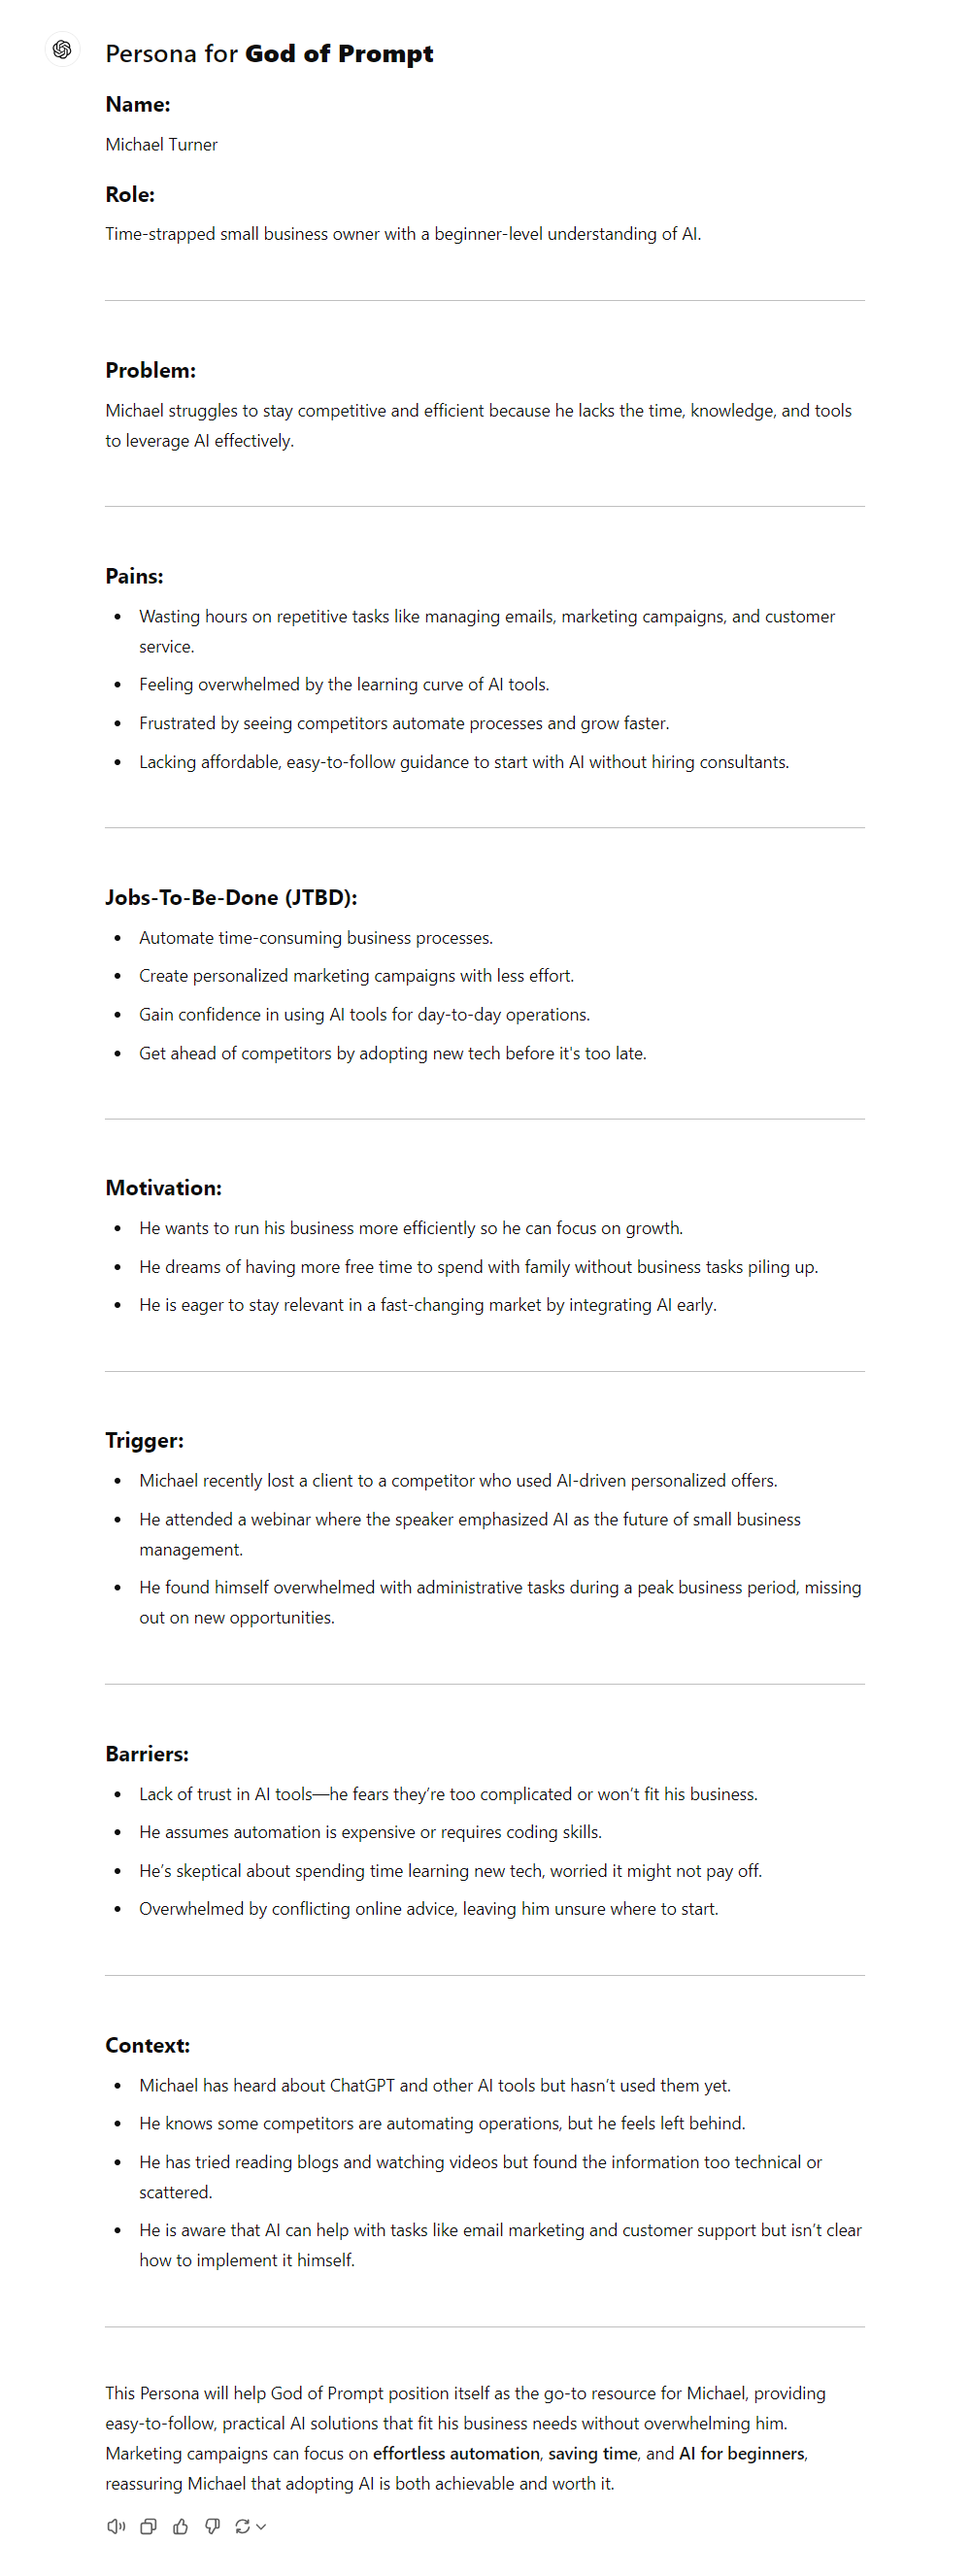 Persona for God of Prompt
Name:
Michael Turner
Role:
Time-strapped small business owner with a beginner-level understanding of AI.
Problem:
Michael struggles to stay competitive and efficient because he lacks the time, knowledge, and tools
to leverage AI effectively.
Pains:
• Wasting hours on repetitive tasks like managing emails, marketing campaigns, and customer
service.
• Feeling overwhelmed by the learning curve of AI tools.
• Frustrated by seeing competitors automate processes and grow faster.
• Lacking affordable, easy-to-follow guidance to start with AI without hiring consultants.
Jobs-To-Be-Done (JTBD):
• Automate time-consuming business processes.
• Create personalized marketing campaigns with less effort.
• Gain confidence in using AI tools for day-to-day operations.
• Get ahead of competitors by adopting new tech before it's too late.
Motivation:
• He wants to run his business more efficiently so he can focus on growth.
• He dreams of having more free time to spend with family without business tasks piling up.
• He is eager to stay relevant in a fast-changing market by integrating AI early.
Trigger:
• Michael recently lost a client to a competitor who used AI-driven personalized offers.
• He attended a webinar where the speaker emphasized AI as the future of small business
management.
• He found himself overwhelmed with administrative tasks during a peak business period, missing
out on new opportunities.
Barriers:
• Lack of trust in AI tools—he fears they’re too complicated or won’t fit his business.
• He assumes automation is expensive or requires coding skills.
• He’s skeptical about spending time learning new tech, worried it might not pay off.
• Overwhelmed by conflicting online advice, leaving him unsure where to start.
Context:
• Michael has heard about ChatGPT and other AI tools but hasn’t used them yet.
• He knows some competitors are automating operations, but he feels left behind.
• He has tried reading blogs and watching videos but found the information too technical or
scattered.
• He is aware that AI can help with tasks like email marketing and customer support but isn’t clear
how to implement it himself.
This Persona will help God of Prompt position itself as the go-to resource for Michael, providing
easy-to-follow, practical AI solutions that fit his business needs without overwhelming him.
Marketing campaigns can focus on effortless automation, saving time, and AI for beginners,
reassuring Michael that adopting AI is both achievable and worth it.